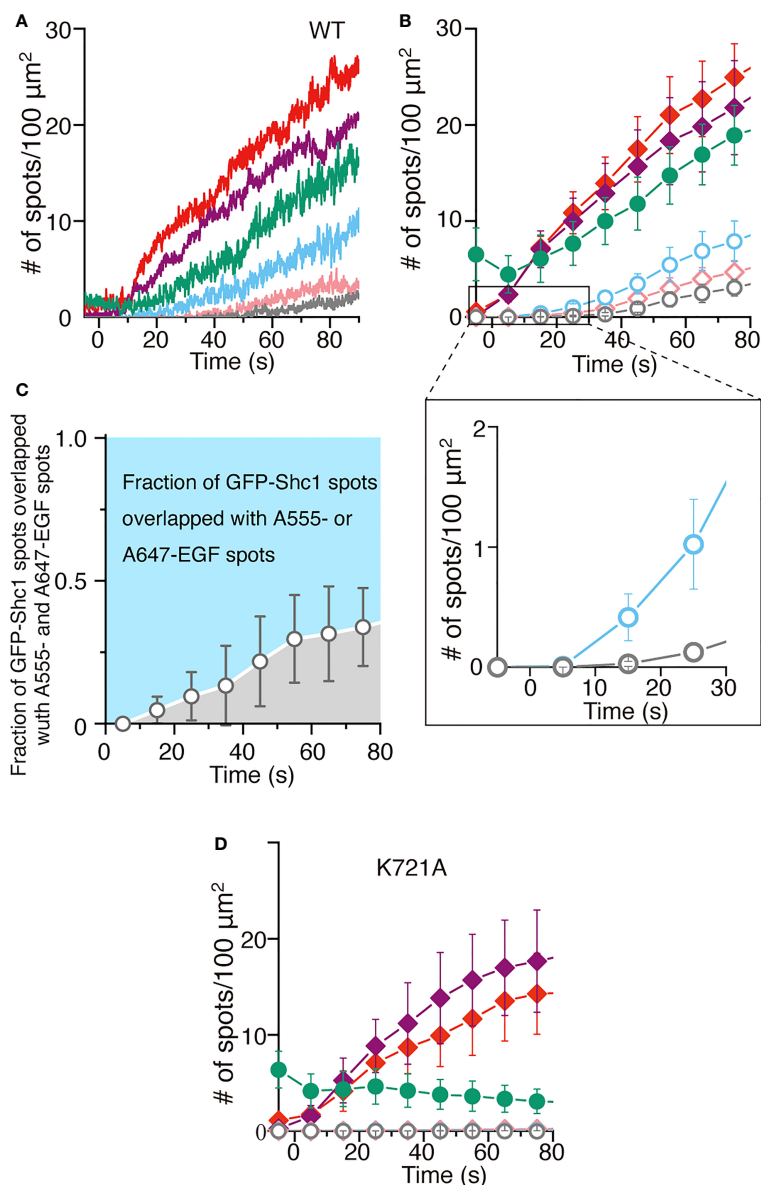 A
WT
30
20
10
0
# of spots/100 µm2
0
20
40
60
80
Time (s)
B
30
20
10
0
# of spots/100 µm2
0
20
40
60
80
Time (s)
C
Fraction of GFP-Shc1 spots overlapped
wuth A555- and A647-EGF spots
1.0
0.5
0
Fraction of GFP-Shc1 spots
overlapped with A555- or
A647-EGF spots
0
20
40
60
80
Time (s)
2
1
0
# of spots/100 µm2
0
10
20
30
Time (s)
D
K721A
20
10
0
# of spots/100 µm2
0
20
40
60
80
Time (s)